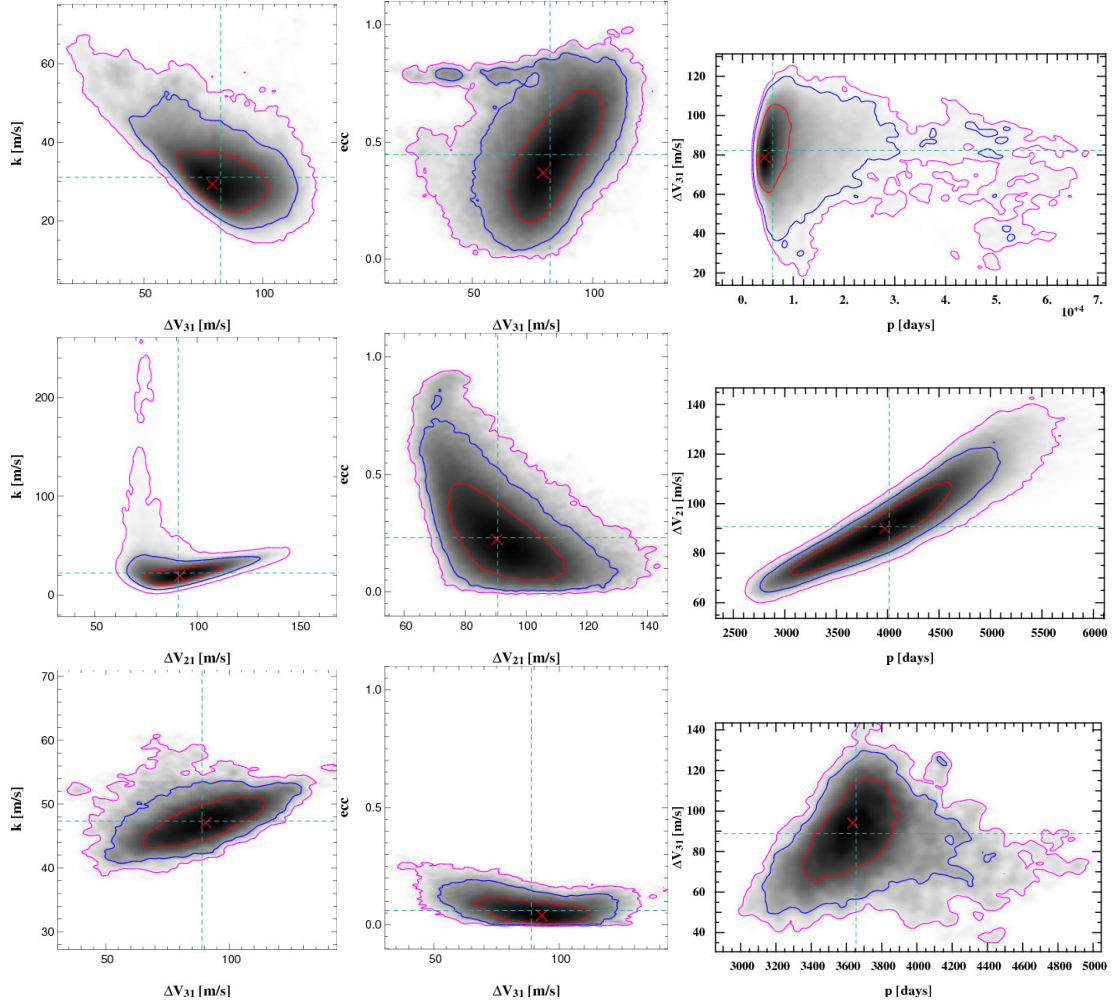 60
40
20
k [m/s]
50 100
ΔV31 [m/s]
1.0
0.5
0.0
ecc
50 100
ΔV31 [m/s]
120
100
80
60
40
20
ΔV31 [m/s]
0. 1. 2. 3. 4. 5. 6. 7.
10+4
p [days]
200
100
0
k [m/s]
50 100 150
ΔV21 [m/s]
1.0
0.5
0.0
ecc
60 80 100 120 140
ΔV21 [m/s]
140
120
100
80
60
ΔV21 [m/s]
2500 3000 3500 4000 4500 5000 5500 6000
p [days]
70
60
50
40
30
k [m/s]
50 100
ΔV31 [m/s]
1.0
0.5
0.0
ecc
50 100
ΔV31 [m/s]
140
120
100
80
60
40
ΔV31 [m/s]
3000 3200 3400 3600 3800 4000 4200 4400 4600 4800 5000
p [days]